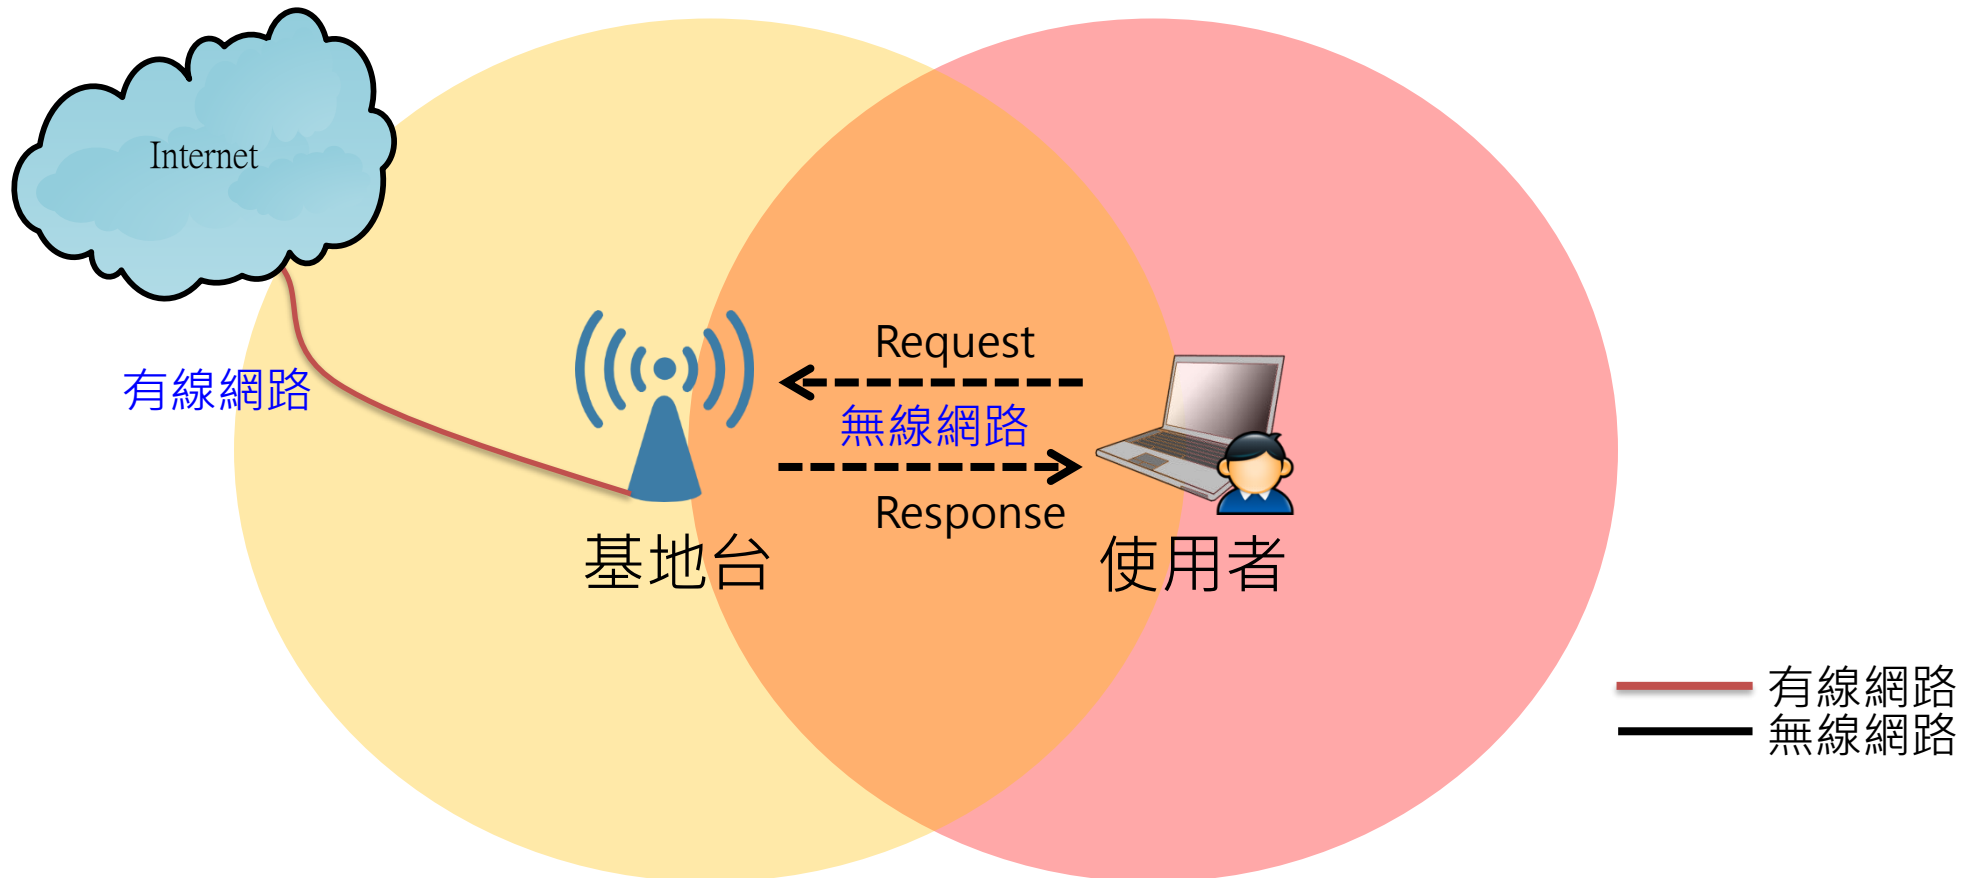 Internet
有線網路
Request
無線網路
Response
基地台
使用者
有線網路
無線網路